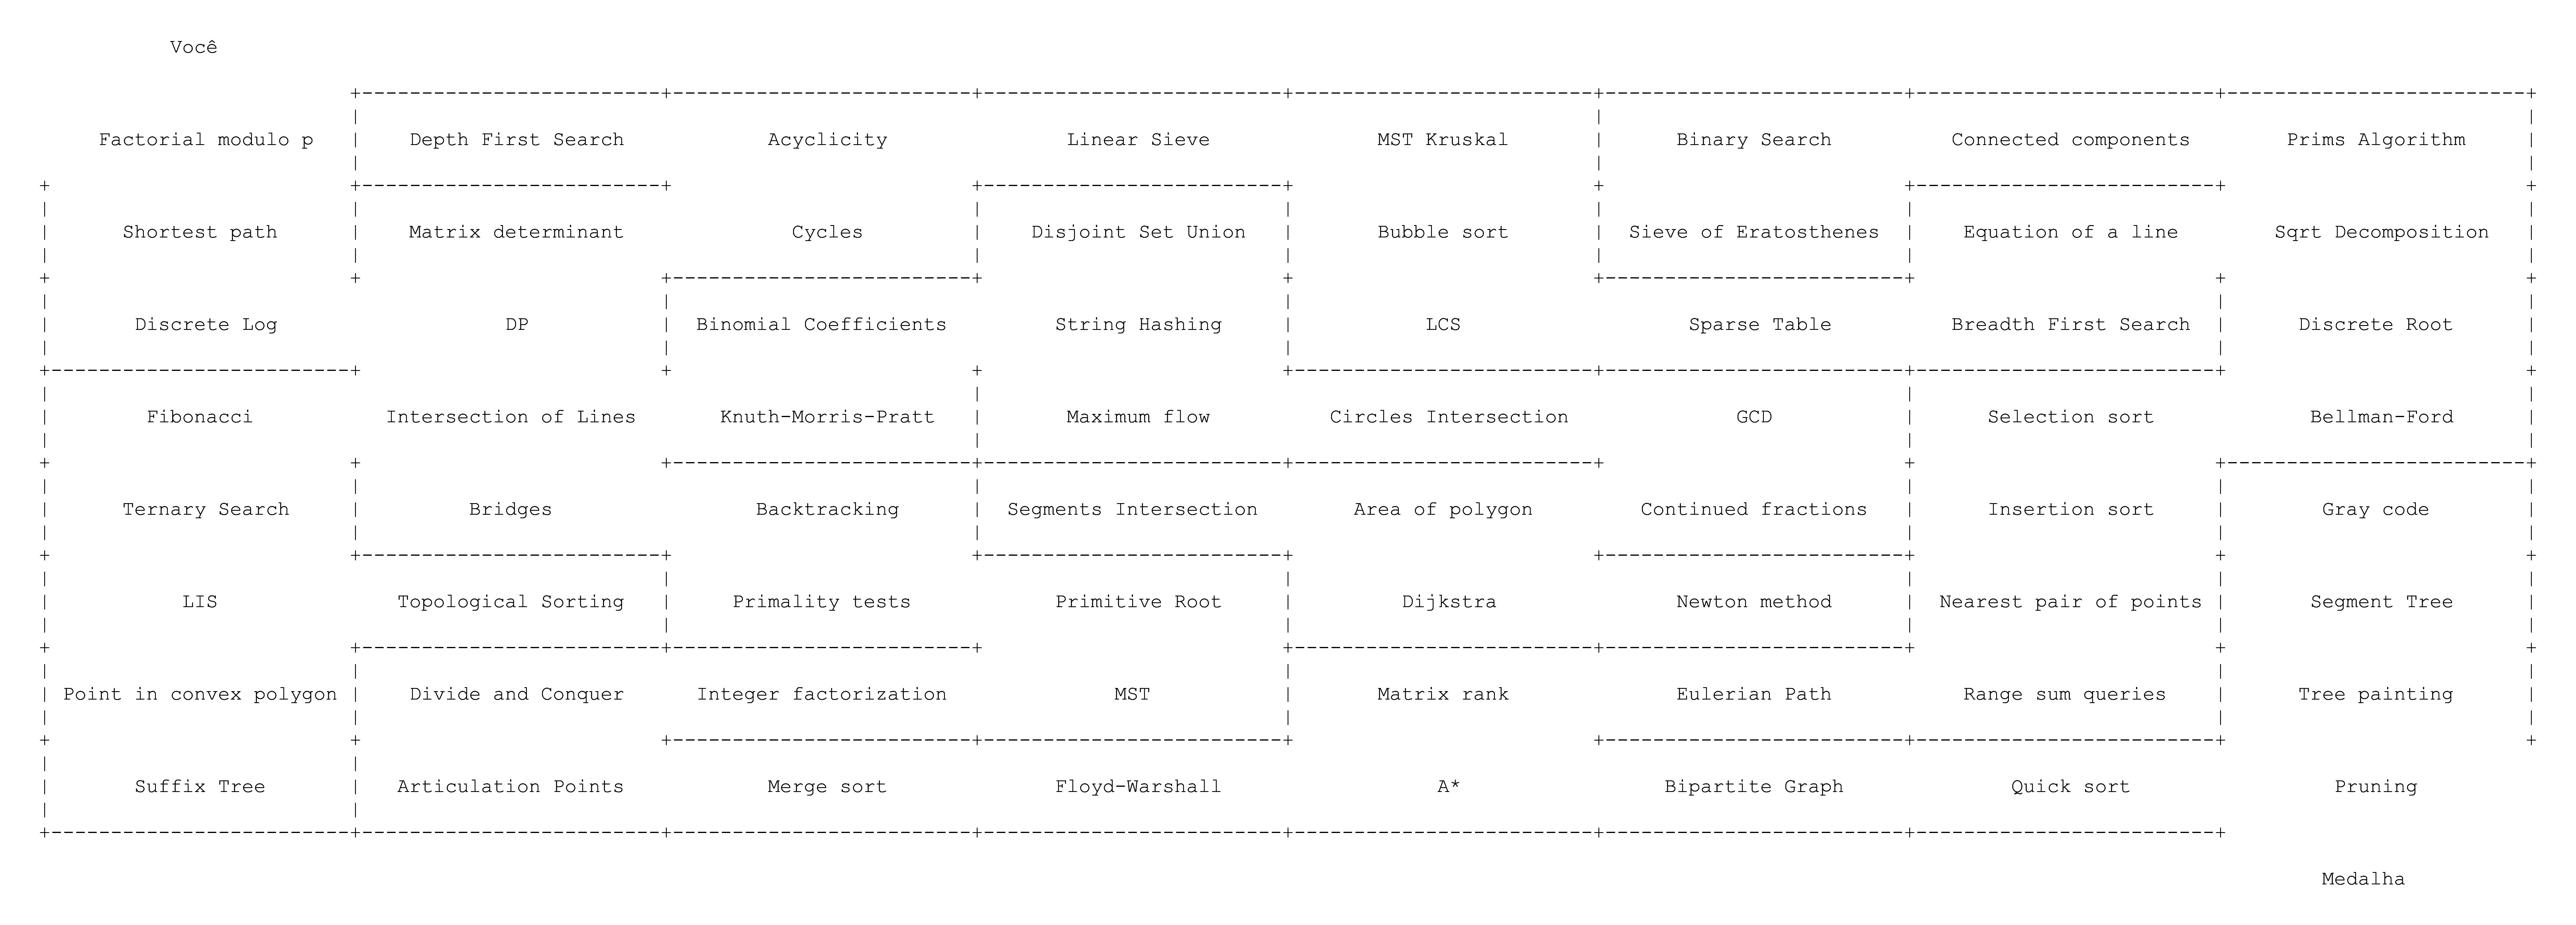 Você
Factorial modulo p Depth First Search Acyclicity Linear Sieve MST Kruskal Binary Search Connected components Prims Algorithm
Shortest path Matrix determinant Cycles Disjoint Set Union Bubble sort Sieve of Eratosthenes Equation of a line Sqrt Decomposition
Discrete Log DP Binomial Coefficients String Hashing LCS Sparse Table Breadth First Search Discrete Root
Fibonacci Intersection of Lines Knuth-Morris-Pratt Maximum flow Circles Intersection GCD Selection sort Bellman-Ford
Ternary Search Bridges Backtracking Segments Intersection Area of polygon Continued fractions Insertion sort Gray code
LIS Topological Sorting Primality tests Primitive Root Dijkstra Newton method Nearest pair of points Segment Tree
Point in convex polygon Divide and Conquer Integer factorization MST Matrix rank Eulerian Path Range sum queries Tree painting
Suffix Tree Articulation Points Merge sort Floyd-Warshall A* Bipartite Graph Quick sort Pruning
Medalha